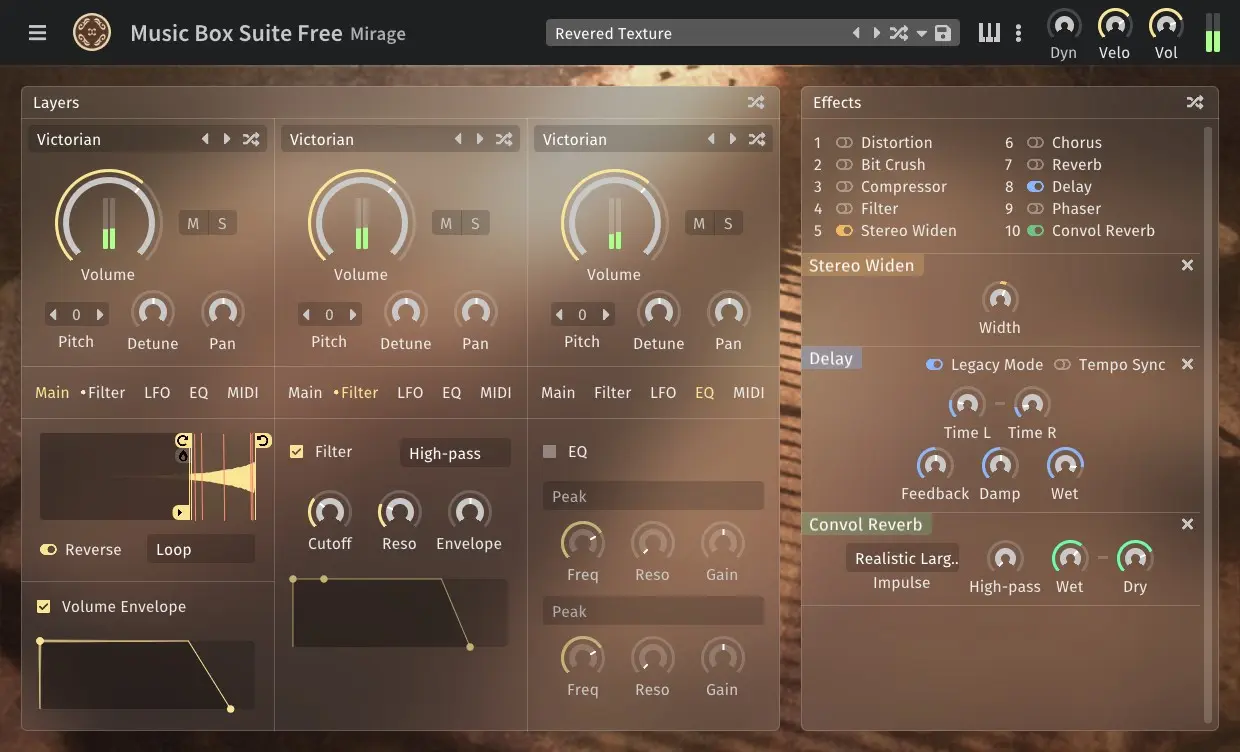 Music Box Suite Free Mirage
Revered Texture
Dyn Velo Vol
Layers
Victorian Victorian Victorian
M S M S M S
Volume Volume Volume
0 0 0
Pitch Detune Pan Pitch Detune Pan Pitch Detune Pan
Main •Filter LFO EQ MIDI Main •Filter LFO EQ MIDI Main Filter LFO EQ MIDI
Reverse Loop
Volume Envelope
Filter High-pass
Cutoff Reso Envelope
EQ
Peak
Freq Reso Gain
Peak
Freq Reso Gain
Effects
1 Distortion 6 Chorus
2 Bit Crush 7 Reverb
3 Compressor 8 Delay
4 Filter 9 Phaser
5 Stereo Widen 10 Convol Reverb
Stereo Widen
Width
Delay Legacy Mode Tempo Sync
Time L Time R
Feedback Damp Wet
Convol Reverb
Realistic Larg..
Impulse High-pass Wet Dry